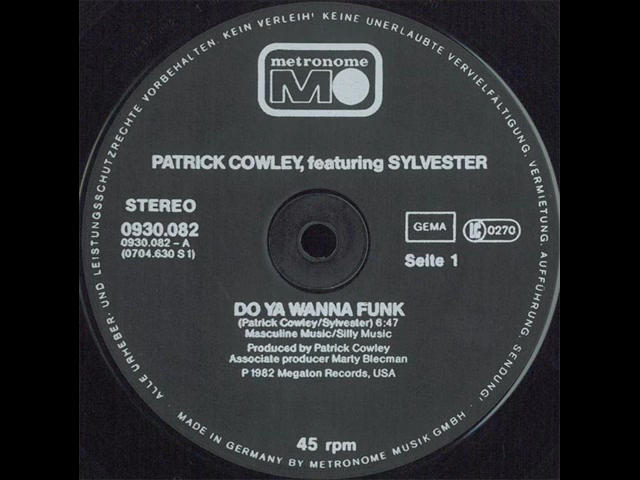 metronome
MO
PATRICK COWLEY, featuring SYLVESTER
STEREO
0930.082
0930.082 - A
(0704.630 S 1)
GEMA
LC 0270
Seite 1
DO YA WANNA FUNK
(Patrick Cowley/Sylvester) 6:47
Masculine Music/Silly Music
Produced by Patrick Cowley
Associate producer Marty Blecman
P 1982 Megaton Records, USA
45 rpm
ALLE URHEBER- UND LEISTUNGSSCHUTZRECHTE VORBEHALTEN. KEIN VERLEIH! KEINE UNERLAUBTE VERVIELFÄLTIGUNG, VERMIETUNG, AUFFÜHRUNG, SENDUNG!
MADE IN GERMANY BY METRONOME MUSIK GMBH